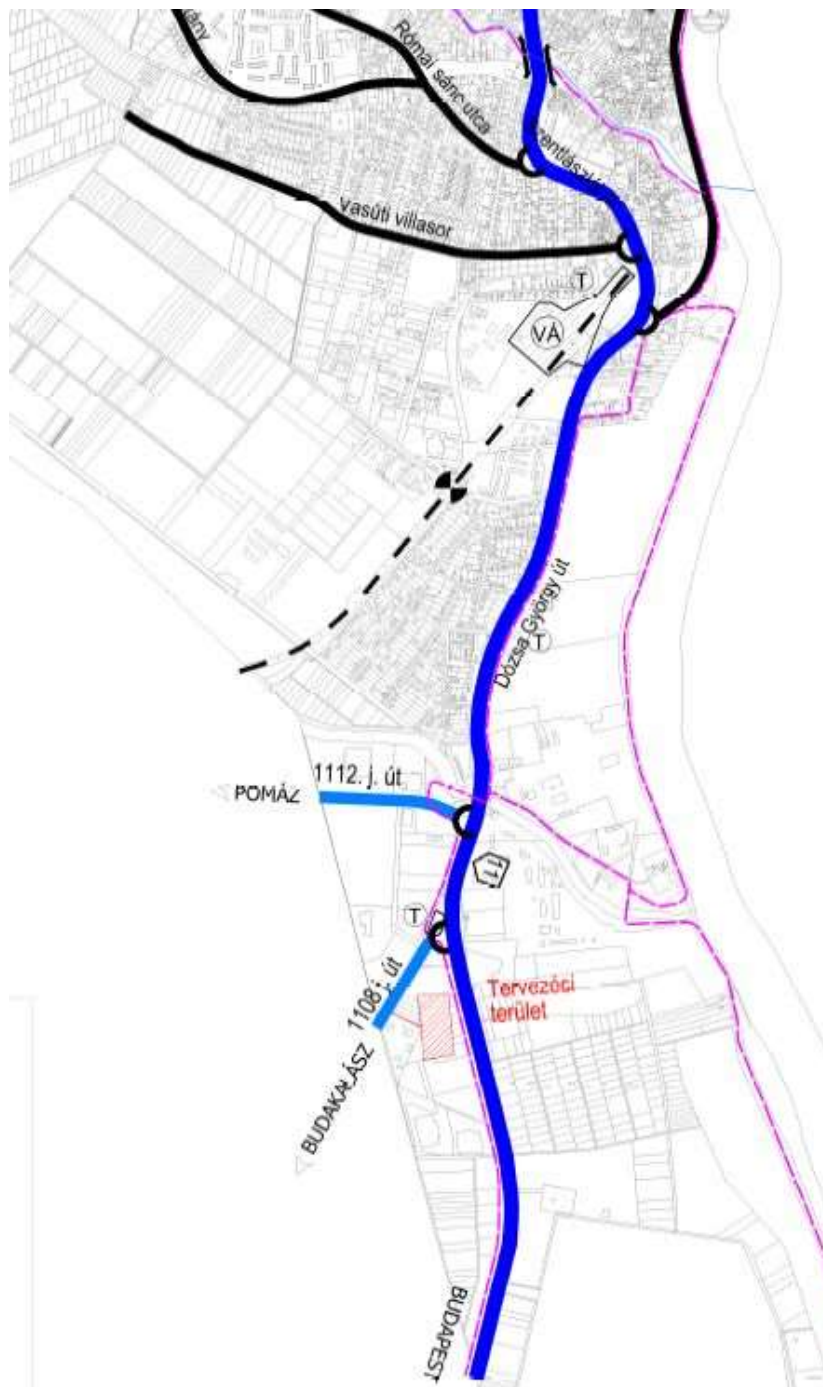 Római sánc utca
Vasúti villasor
T
VÁ
Dózsa György út
T
1112. j. út
POMÁZ
11.
T
1108 j. út
Tervezési
terület
BUDAKALÁSZ
BUDAPEST